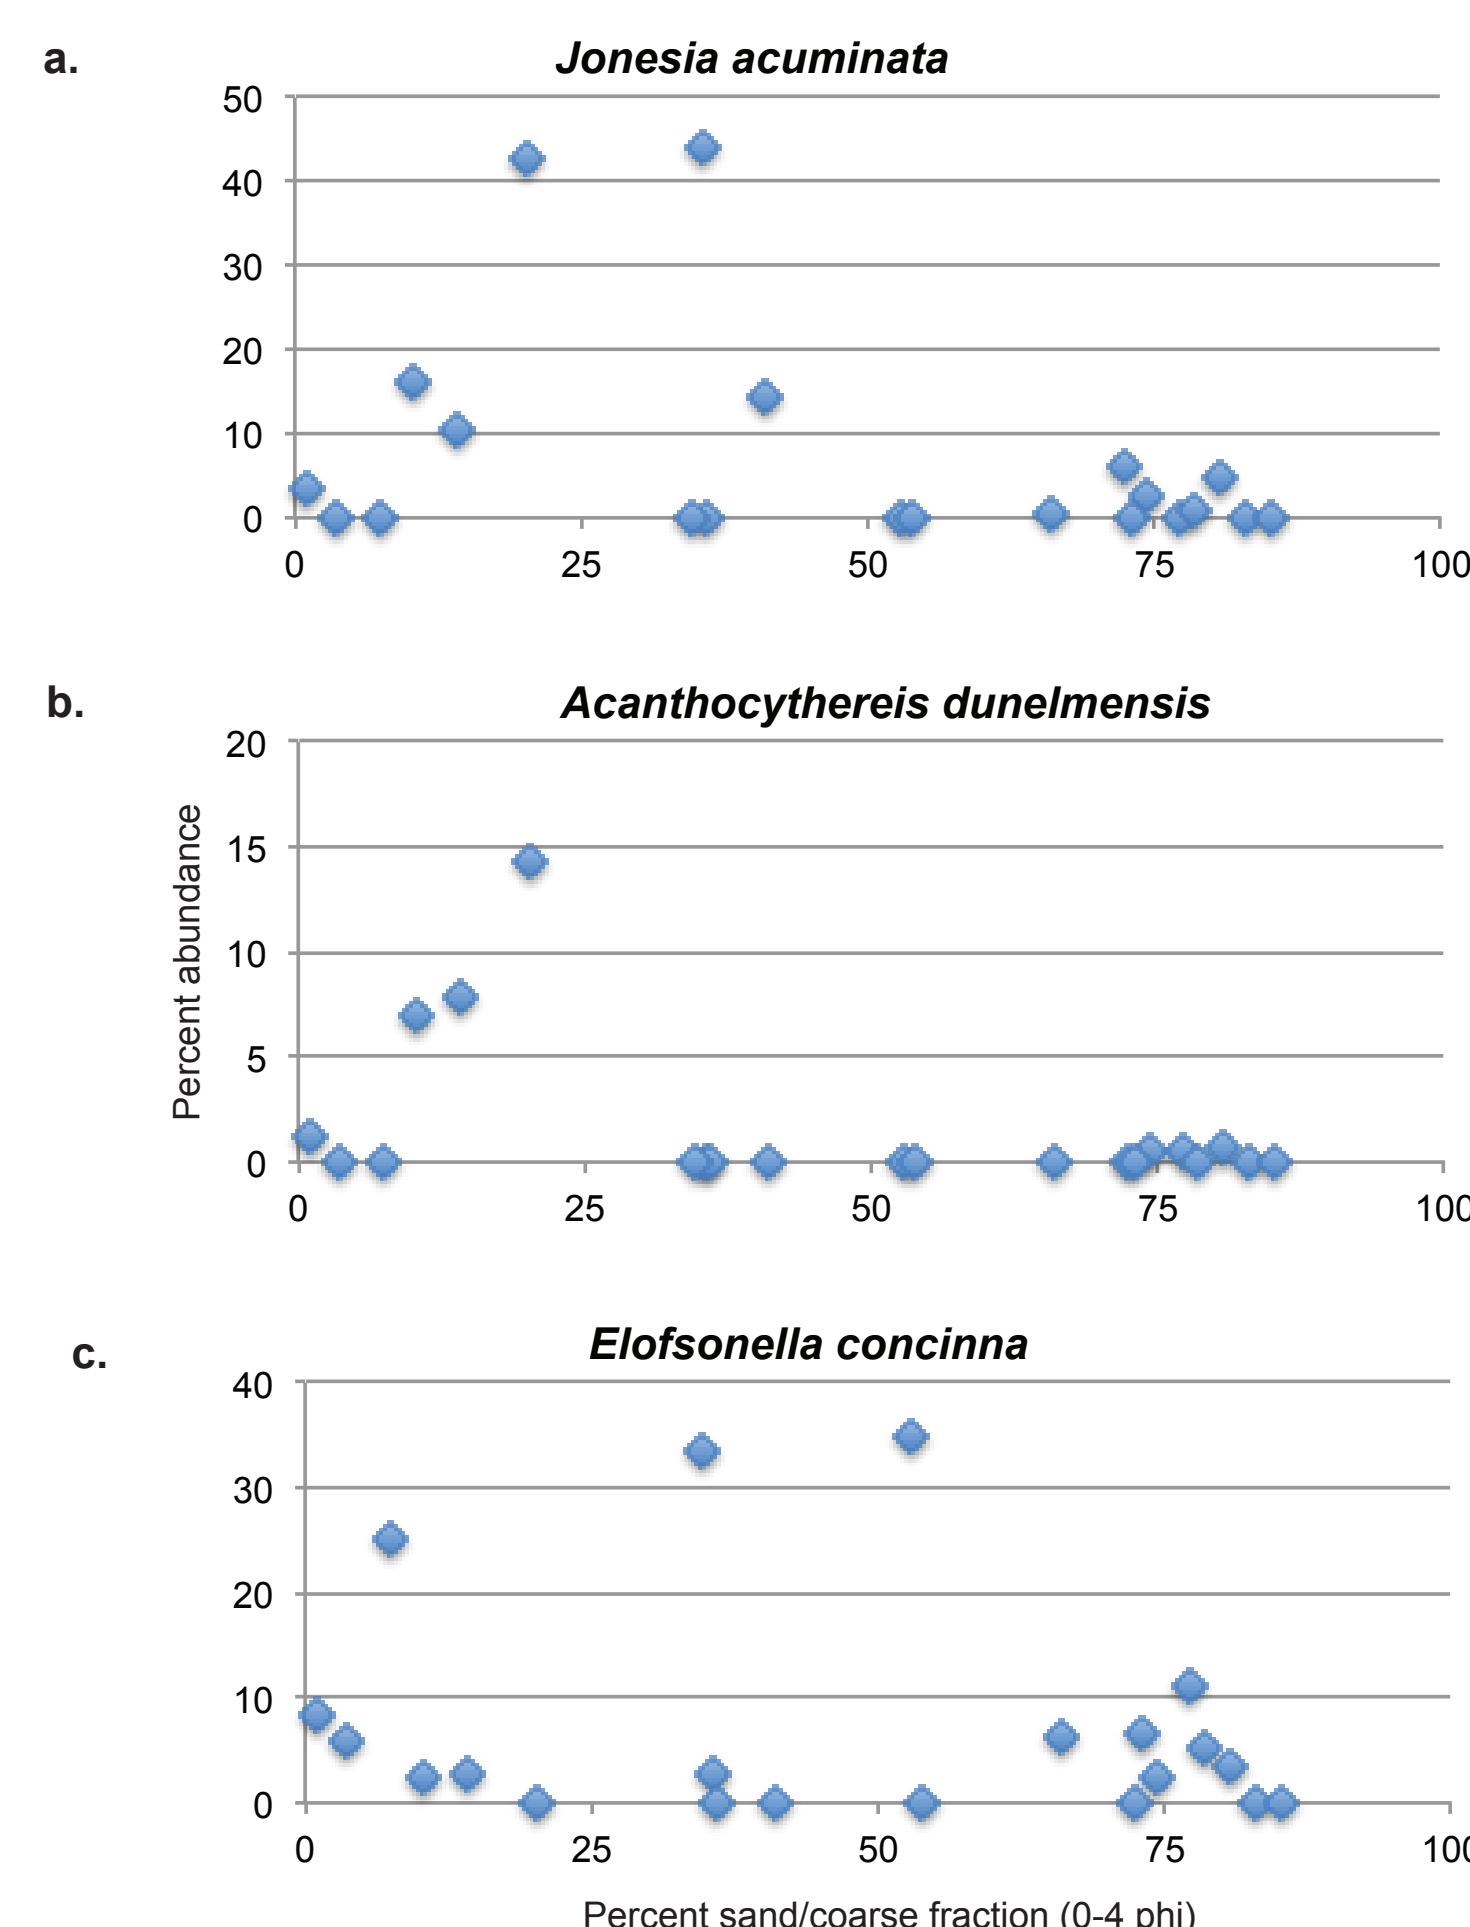 a.
Jonesia acuminata
50
40
30
20
10
0
0 25 50 75 100
b.
Acanthocythereis dunelmensis
20
15
10
5
0
Percent abundance
0 25 50 75 100
c.
Elofsonella concinna
40
30
20
10
0
0 25 50 75 100
Percent sand/coarse fraction (0-4 phi)